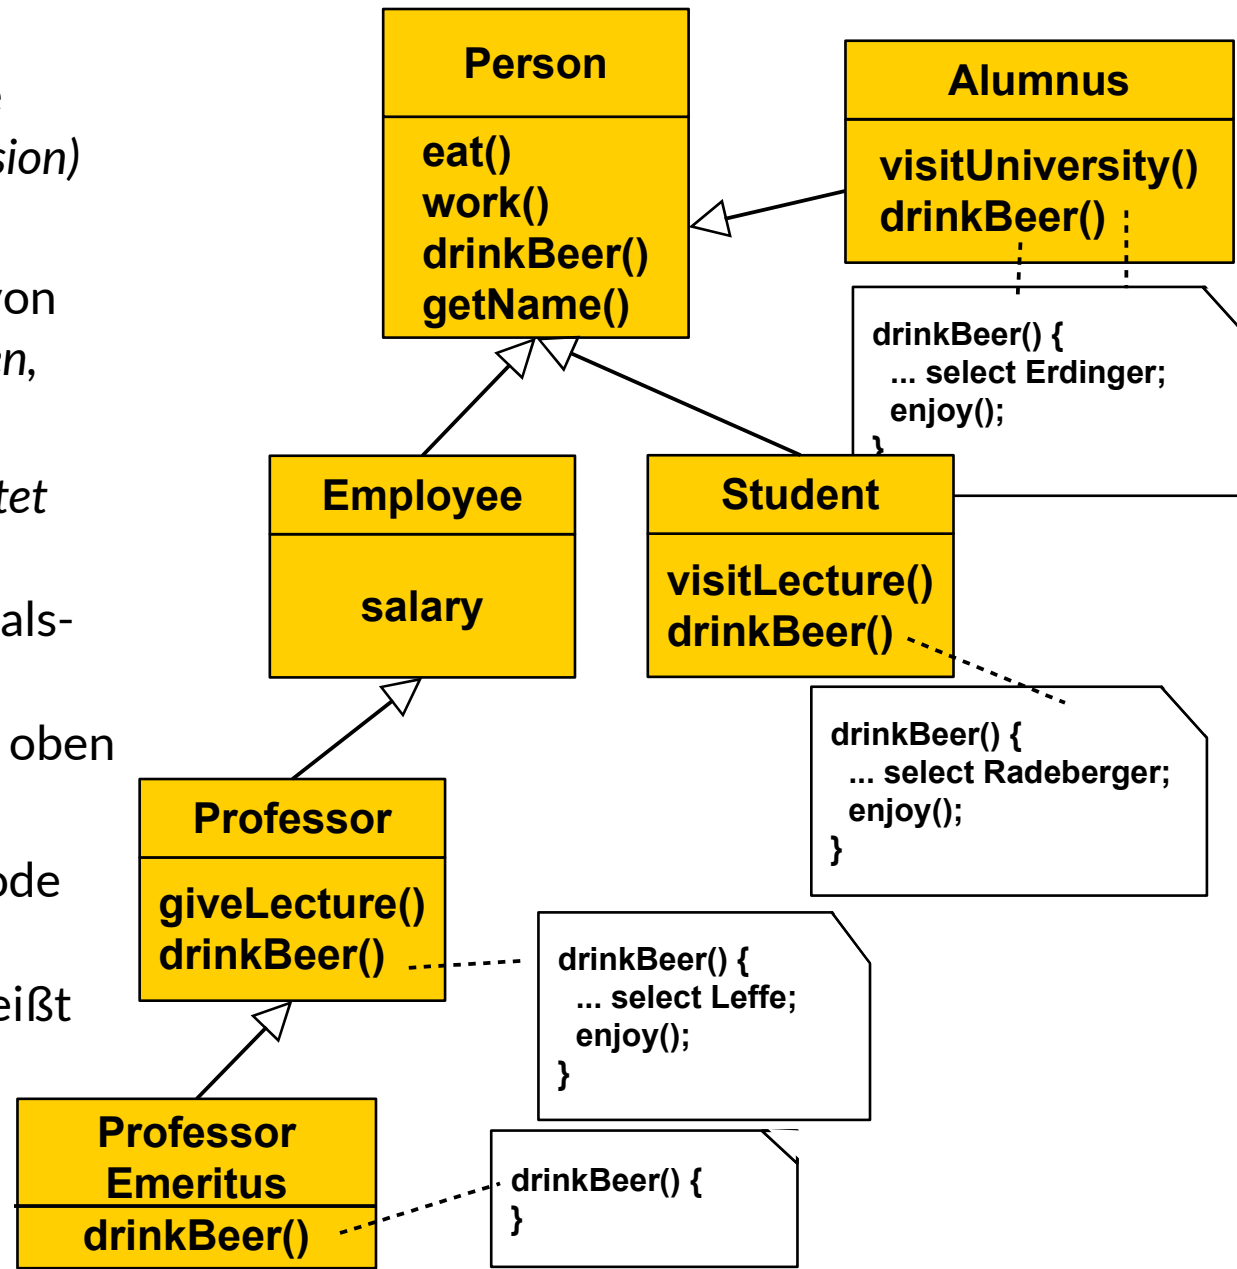 sion)
von
en,
tet
als-
oben
ode
eißt
Person
eat()
work()
drinkBeer()
getName()
Alumnus
visitUniversity()
drinkBeer()
drinkBeer() {
... select Erdinger;
enjoy();
}
Employee
salary
Student
visitLecture()
drinkBeer()
drinkBeer() {
... select Radeberger;
enjoy();
}
Professor
giveLecture()
drinkBeer()
drinkBeer() {
... select Leffe;
enjoy();
}
Professor
Emeritus
drinkBeer()
drinkBeer() {
}